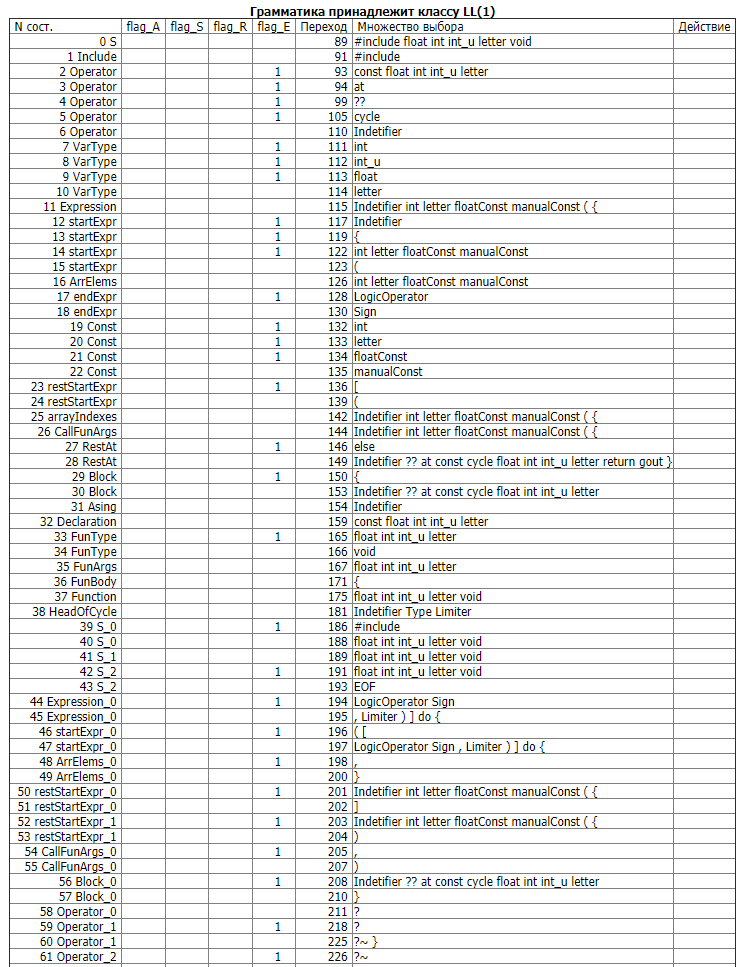 Грамматика принадлежит классу LL(1)
N сост. flag_A flag_S flag_R flag_E Переход Множество выбора Действие
0 S 89 #include float int int_u letter void
1 Include 91 #include
2 Operator 1 93 const float int int_u letter
3 Operator 1 94 at
4 Operator 1 99 ??
5 Operator 1 105 cycle
6 Operator 110 Indetifier
7 VarType 1 111 int
8 VarType 1 112 int_u
9 VarType 1 113 float
10 VarType 114 letter
11 Expression 115 Indetifier int letter floatConst manualConst ( {
12 startExpr 1 117 Indetifier
13 startExpr 1 119 {
14 startExpr 1 122 int letter floatConst manualConst
15 startExpr 123 (
16 ArrElems 126 int letter floatConst manualConst
17 endExpr 1 128 LogicOperator
18 endExpr 130 Sign
19 Const 1 132 int
20 Const 1 133 letter
21 Const 1 134 floatConst
22 Const 135 manualConst
23 restStartExpr 1 136 [
24 restStartExpr 139 (
25 arrayIndexes 142 Indetifier int letter floatConst manualConst ( {
26 CallFunArgs 144 Indetifier int letter floatConst manualConst ( {
27 RestAt 1 146 else
28 RestAt 149 Indetifier ?? at const cycle float int int_u letter return gout }
29 Block 1 150 {
30 Block 153 Indetifier ?? at const cycle float int int_u letter
31 Asing 154 Indetifier
32 Declaration 159 const float int int_u letter
33 FunType 1 165 float int int_u letter
34 FunType 166 void
35 FunArgs 167 float int int_u letter
36 FunBody 171 {
37 Function 175 float int int_u letter void
38 HeadOfCycle 181 Indetifier Type Limiter
39 S_0 1 186 #include
40 S_0 188 float int int_u letter void
41 S_1 189 float int int_u letter void
42 S_2 1 191 float int int_u letter void
43 S_2 193 EOF
44 Expression_0 1 194 LogicOperator Sign
45 Expression_0 195 , Limiter ) ] do {
46 startExpr_0 1 196 ( [
47 startExpr_0 197 LogicOperator Sign , Limiter ) ] do {
48 ArrElems_0 1 198 ,
49 ArrElems_0 200 }
50 restStartExpr_0 1 201 Indetifier int letter floatConst manualConst ( {
51 restStartExpr_0 202 ]
52 restStartExpr_1 1 203 Indetifier int letter floatConst manualConst ( {
53 restStartExpr_1 204 )
54 CallFunArgs_0 1 205 ,
55 CallFunArgs_0 207 )
56 Block_0 1 208 Indetifier ?? at const cycle float int int_u letter
57 Block_0 210 }
58 Operator_0 211 ?
59 Operator_1 1 218 ?
60 Operator_1 225 ?~ }
61 Operator_2 1 226 ?~